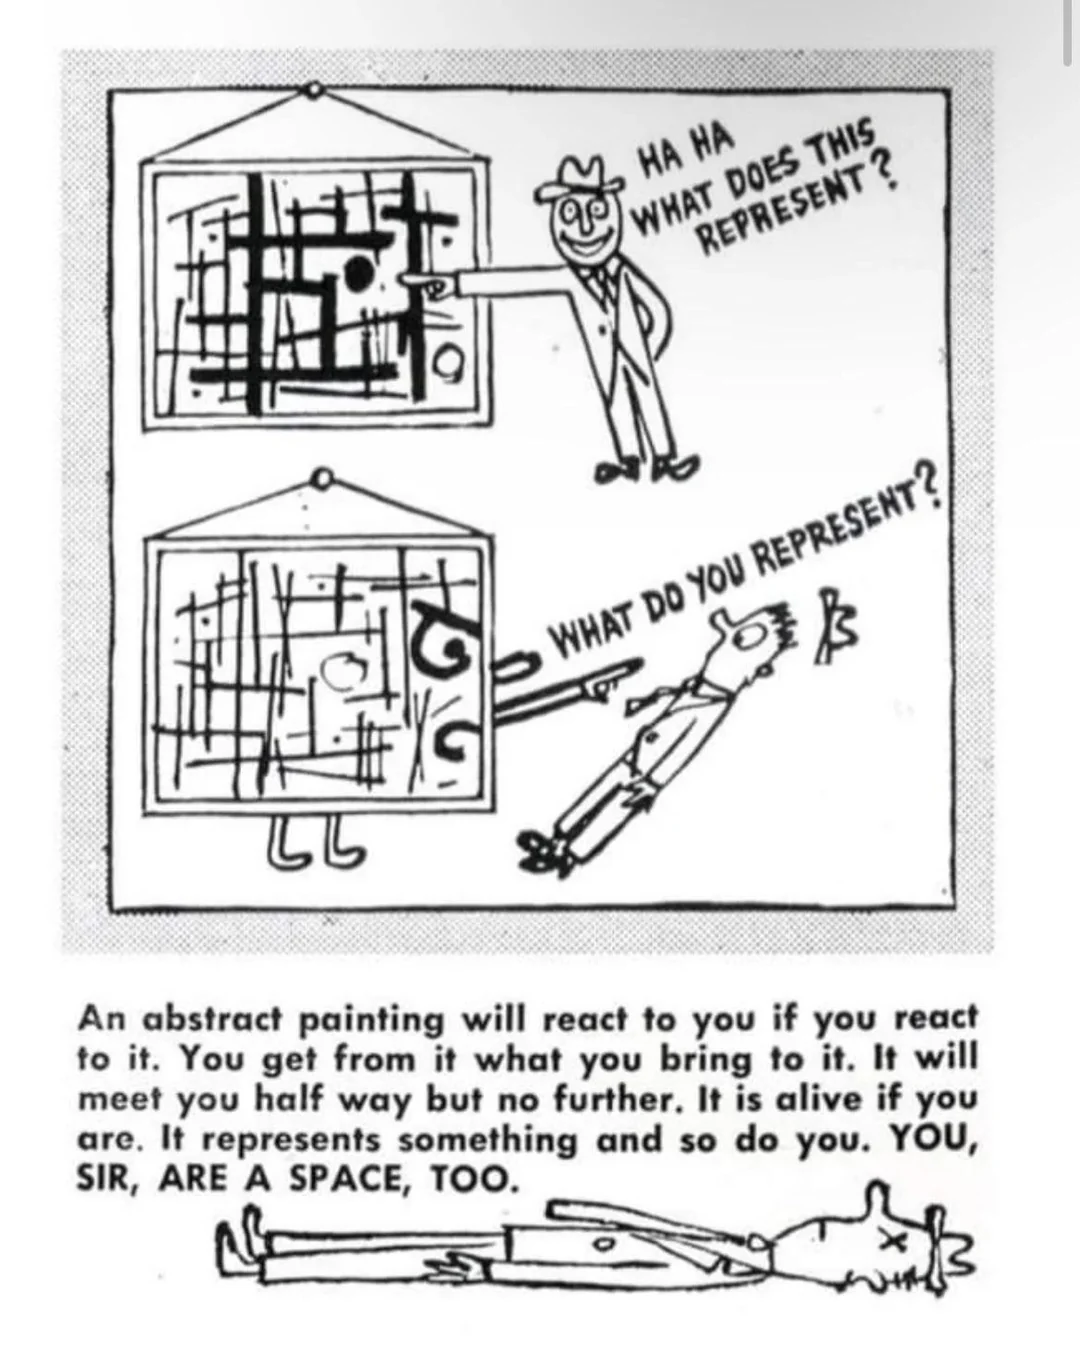 HA HA
WHAT DOES THIS
REPRESENT?
WHAT DO YOU REPRESENT?
An abstract painting will react to you if you react
to it. You get from it what you bring to it. It will
meet you half way but no further. It is alive if you
are. It represents something and so do you. YOU,
SIR, ARE A SPACE, TOO.